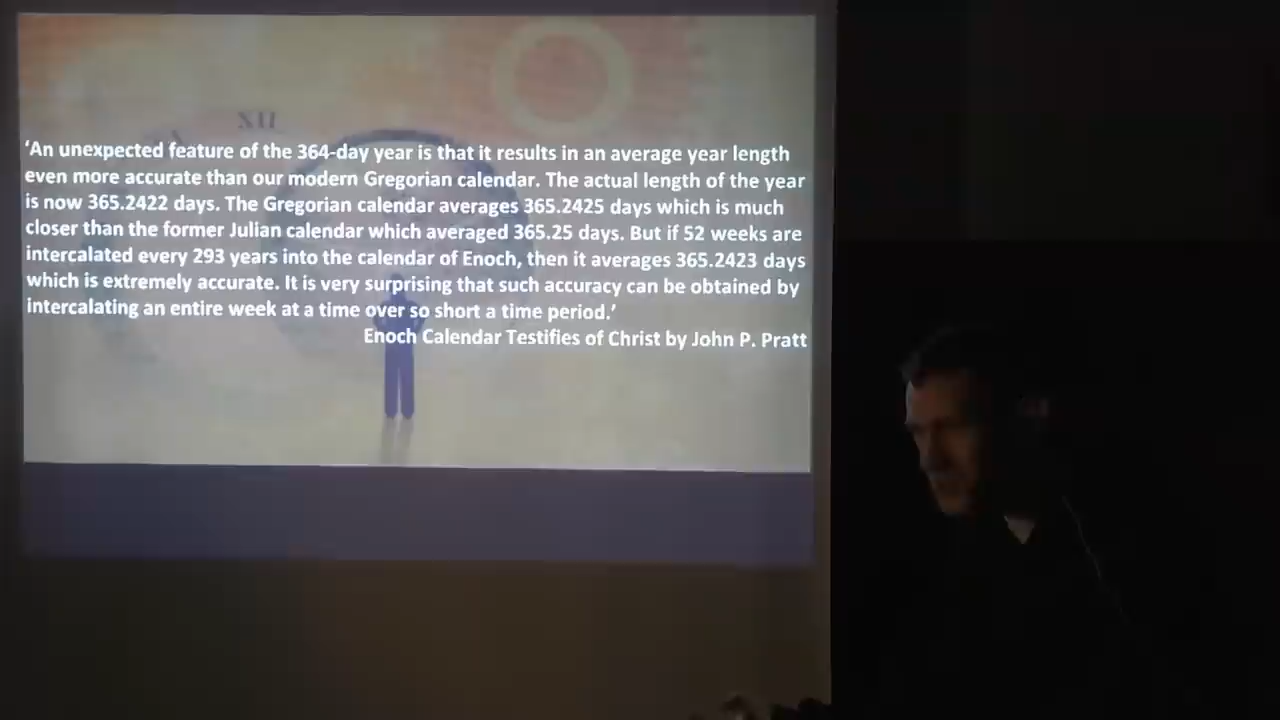 XII
‘An unexpected feature of the 364-day year is that it results in an average year length
even more accurate than our modern Gregorian calendar. The actual length of the year
is now 365.2422 days. The Gregorian calendar averages 365.2425 days which is much
closer than the former Julian calendar which averaged 365.25 days. But if 52 weeks are
intercalated every 293 years into the calendar of Enoch, then it averages 365.2423 days
which is extremely accurate. It is very surprising that such accuracy can be obtained by
intercalating an entire week at a time over so short a time period.’
Enoch Calendar Testifies of Christ by John P. Pratt